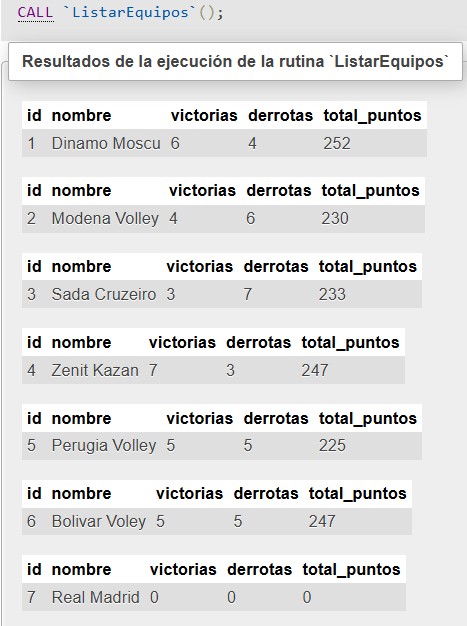 CALL `ListarEquipos`();
Resultados de la ejecución de la rutina `ListarEquipos`
id nombre victorias derrotas total_puntos
1 Dinamo Moscu 6 4 252
id nombre victorias derrotas total_puntos
2 Modena Volley 4 6 230
id nombre victorias derrotas total_puntos
3 Sada Cruzeiro 3 7 233
id nombre victorias derrotas total_puntos
4 Zenit Kazan 7 3 247
id nombre victorias derrotas total_puntos
5 Perugia Volley 5 5 225
id nombre victorias derrotas total_puntos
6 Bolivar Voley 5 5 247
id nombre victorias derrotas total_puntos
7 Real Madrid 0 0 0